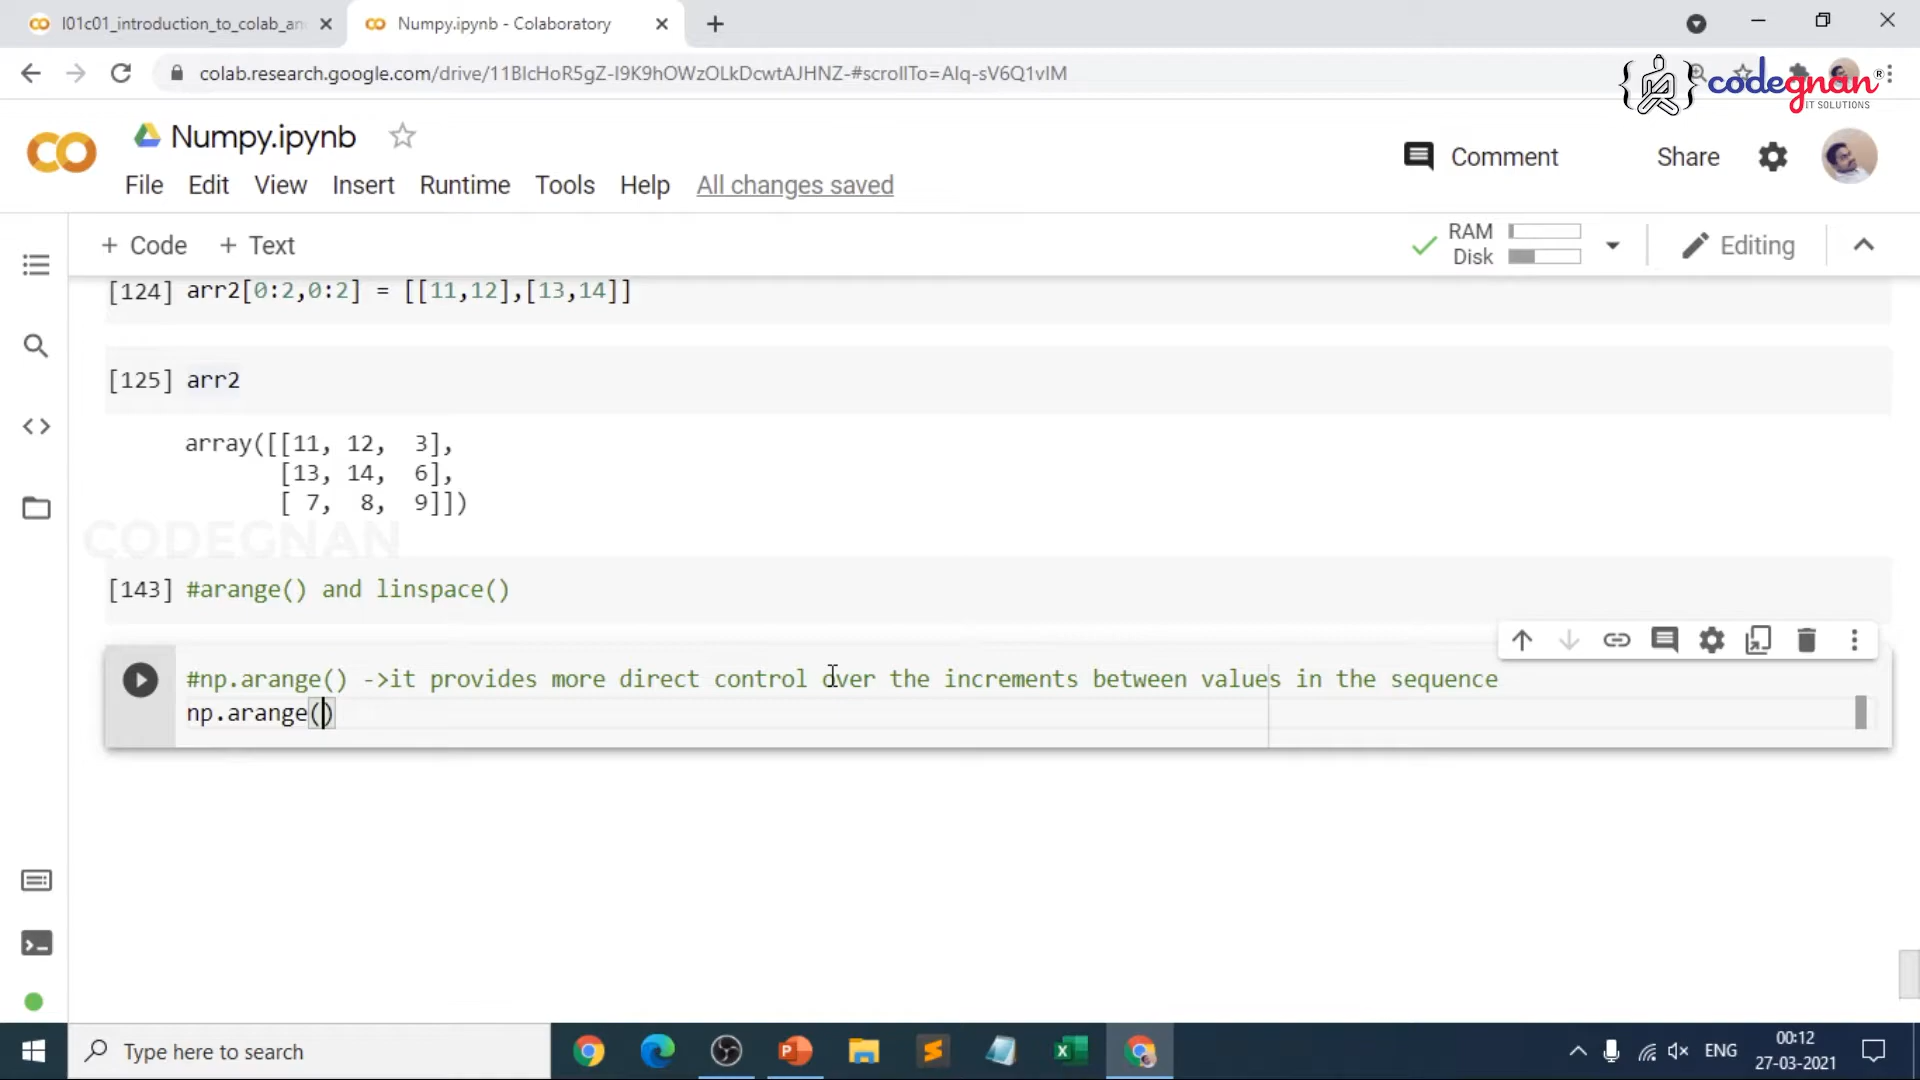 l01c01_introduction_to_colab_an
Numpy.ipynb - Colaboratory
colab.research.google.com/drive/11BlcHoR5gZ-I9K9hOWzOLkDcwtAJHNZ-#scrollTo=AIq-sV6Q1vIM
codegnan®
IT SOLUTIONS
Numpy.ipynb
Comment
Share
File Edit View Insert Runtime Tools Help All changes saved
+ Code + Text
RAM
Disk
Editing
[124] arr2[0:2,0:2] = [[11,12],[13,14]]
[125] arr2
array([[11, 12, 3],
[13, 14, 6],
[ 7, 8, 9]])
CODEGNAN
[143] #arange() and linspace()
#np.arange() ->it provides more direct control over the increments between values in the sequence
np.arange()
Type here to search
ENG
00:12
27-03-2021